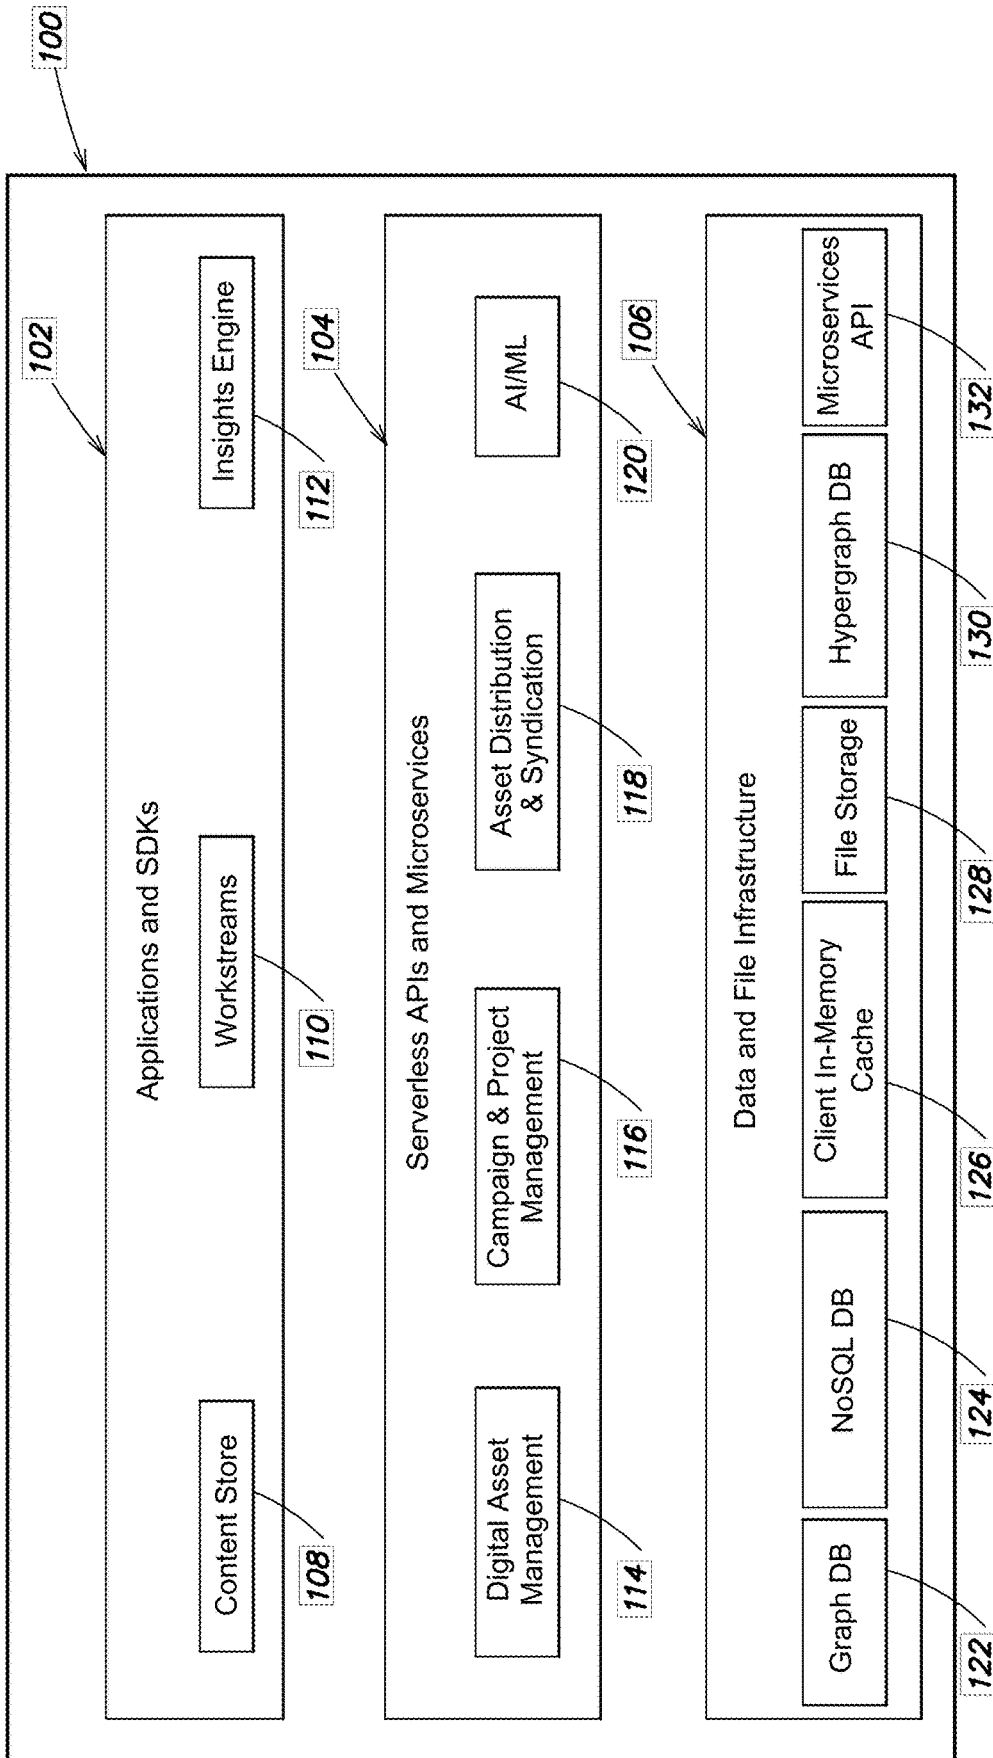 100
102
Applications and SDKs
Content Store
Workstreams
Insights Engine
108
110
112
104
Serverless APIs and Microservices
Digital Asset
Management
Campaign & Project
Management
Asset Distribution
& Syndication
AI/ML
114
116
118
120
106
Data and File Infrastructure
Graph DB
NoSQL DB
Client In-Memory
Cache
File Storage
Hypergraph DB
Microservices
API
122
124
126
128
130
132